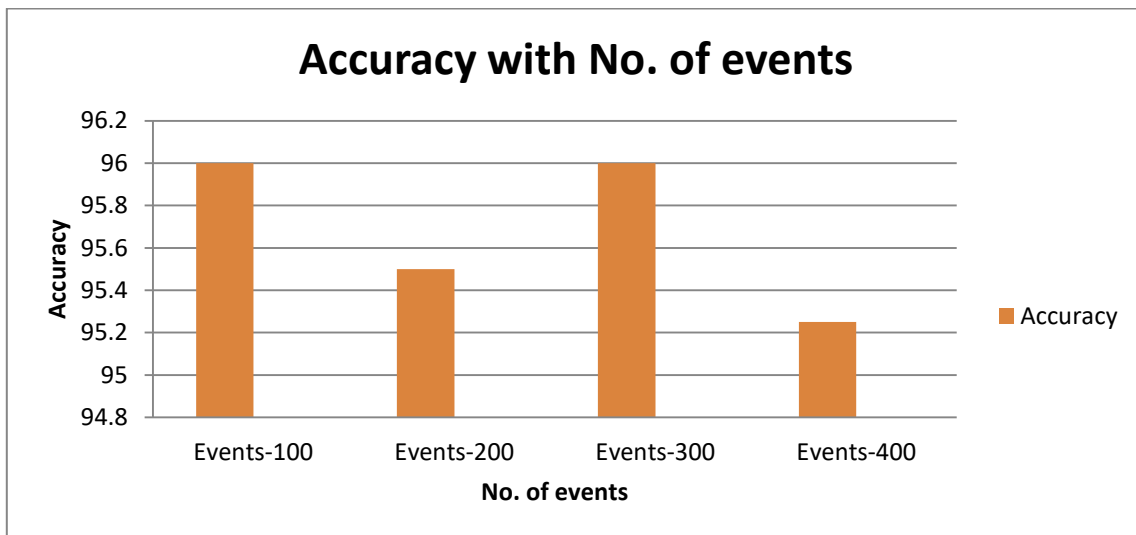 Accuracy with No. of events
96.2
96
95.8
95.6
95.4
95.2
95
94.8
Accuracy
Events-100 Events-200 Events-300 Events-400
No. of events
Accuracy